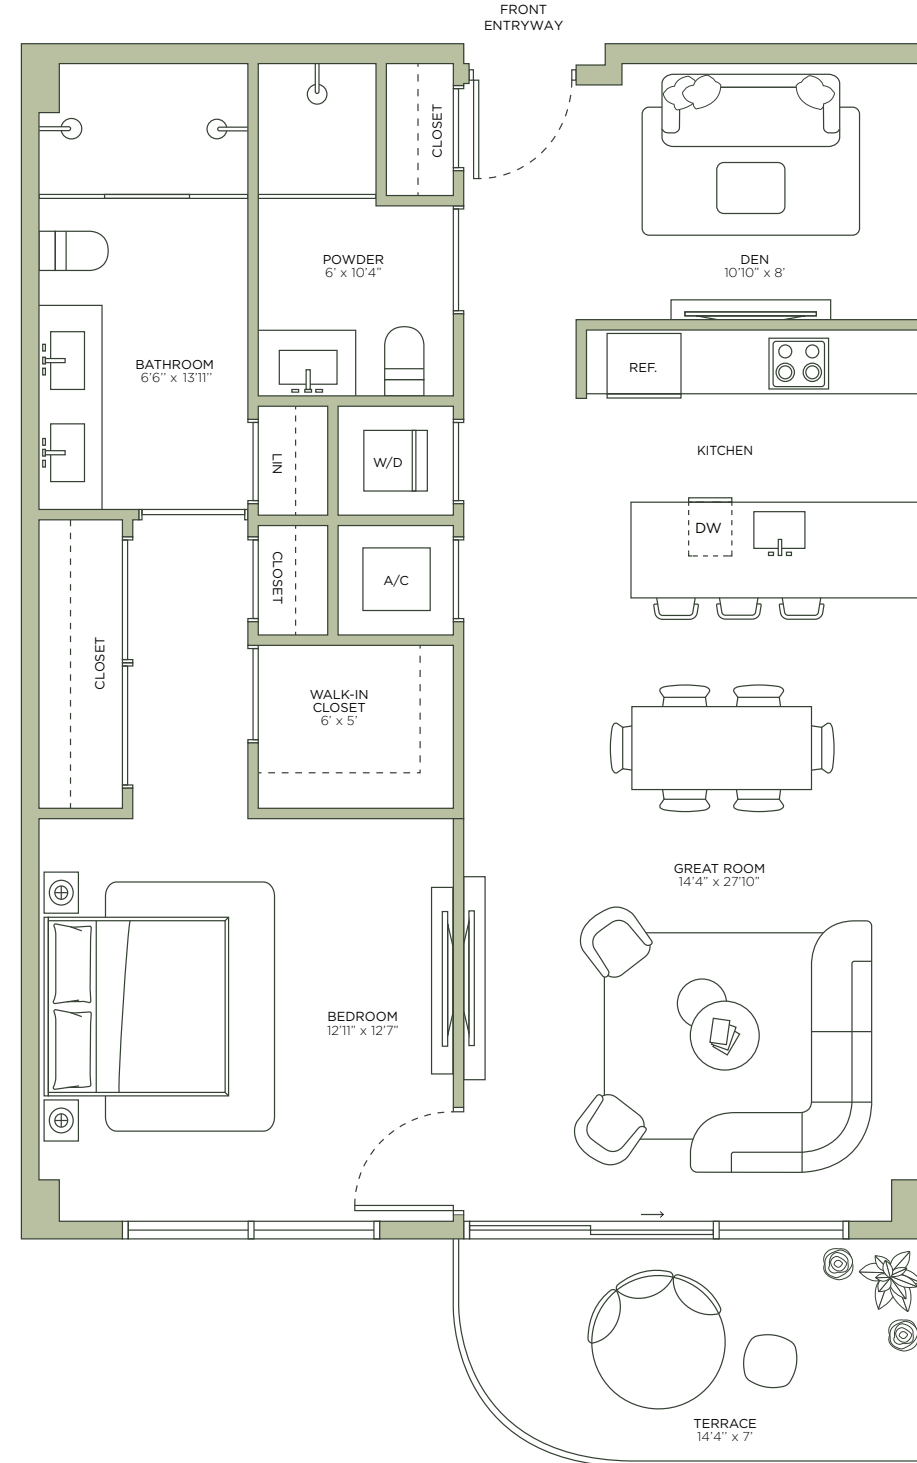 FRONT
ENTRYWAY
CLOSET
POWDER
6' x 10'4"
DEN
10'10" x 8'
BATHROOM
6'6'' x 13'11''
REF.
KITCHEN
LIN
W/D
DW
CLOSET
A/C
CLOSET
WALK-IN
CLOSET
6' x 5'
GREAT ROOM
14'4" x 27'10"
BEDROOM
12'11" x 12'7"
TERRACE
14'4'' x 7'